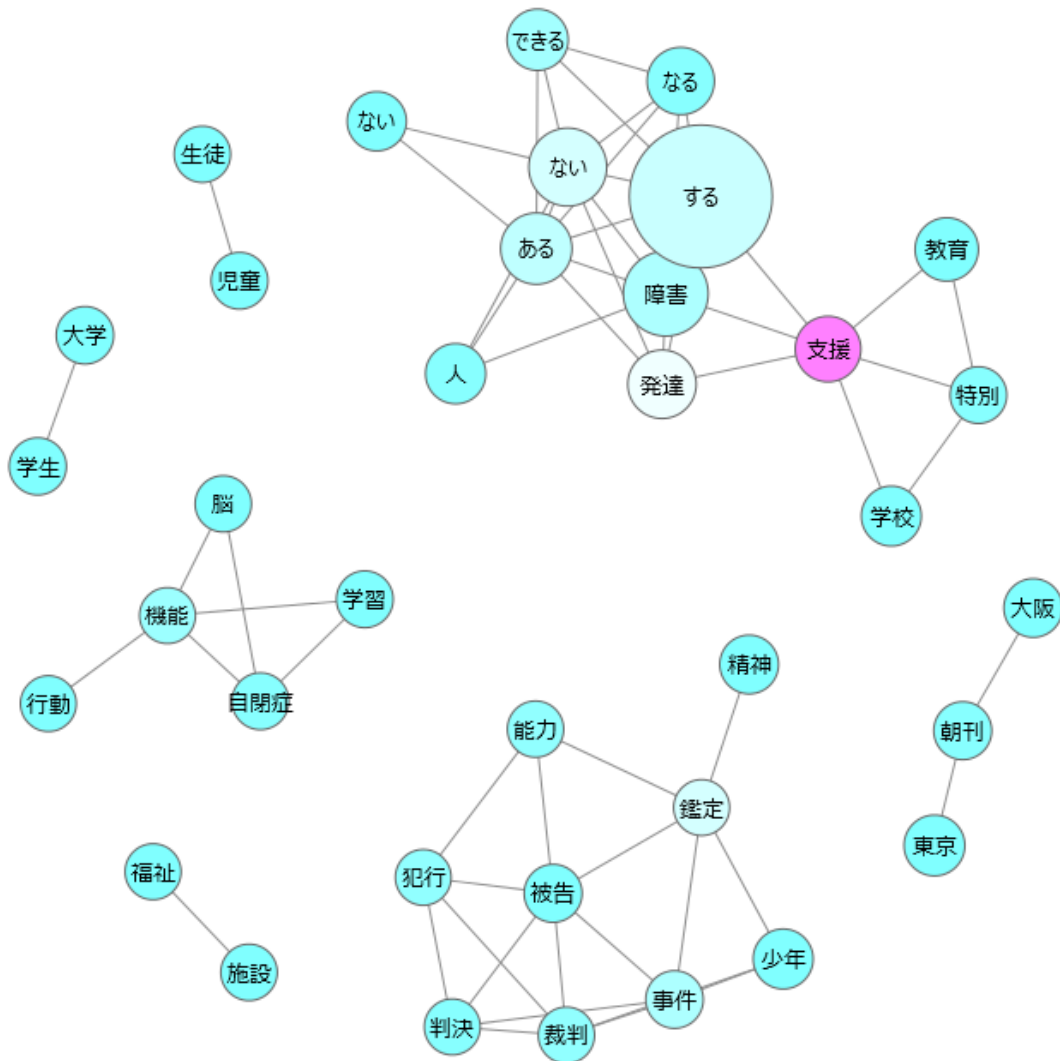 できる
なる
ない
生徒
ない
する
ある
教育
児童
障害
大学
支援
人
発達
特別
学生
脳
学校
学習
大阪
機能
精神
行動
自閉症
能力
朝刊
鑑定
東京
福祉
犯行
被告
施設
少年
事件
判決
裁判